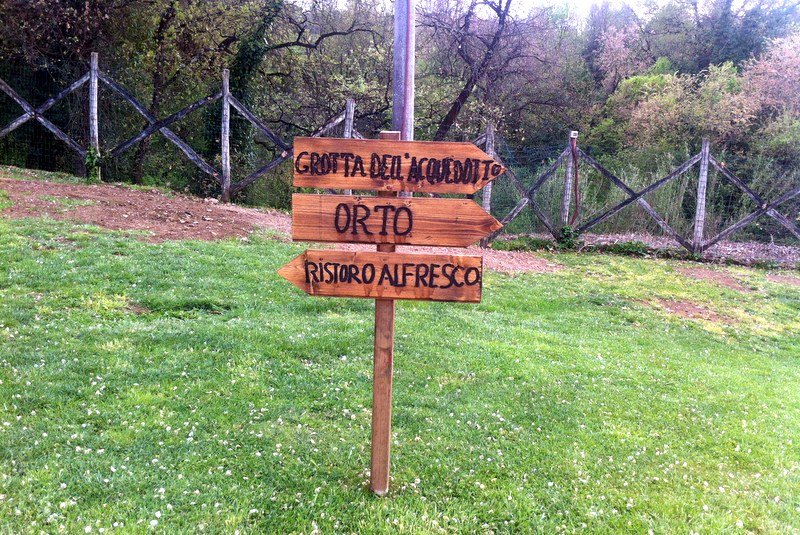 GROTTA DELL'ACQUEDOTTO
ORTO
RISTORO ALFRESCO